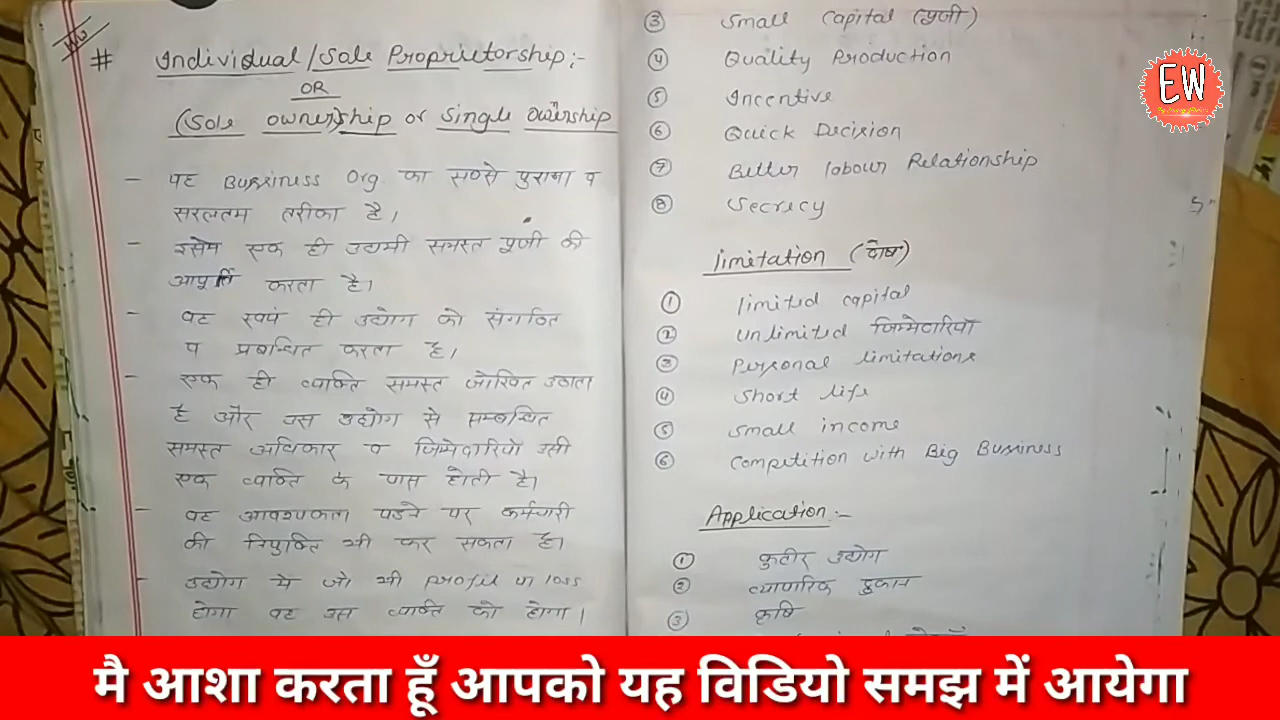 # Individual/Sole Proprietorship:-
OR
(Sole ownership or Single Ownership
- यह Bussiness Org का सबसे पुराना व
सरलतम तरीका है।
- इसमे एक ही उद्यमी समस्त पूंजी की
आपूर्ति करता है।
- वह स्वयं ही उद्योग को संगठित
व प्रबन्धित करता है।
- एक ही व्यक्ति समस्त जोखिम उठाता
है और उस उद्योग से सम्बन्धित
समस्त अधिकार व जिम्मेदारियाँ उसी
एक व्यक्ति के पास होती है।
- वह आवश्यकता पडने पर कर्मचारी
की नियुक्ति भी कर सकता है।
- उद्योग मे जो भी profit या loss
होगा वह उस व्यक्ति को होगा।
③ Small Capital (पूंजी)
④ Quality Production
⑤ Incentive
⑥ Quick Decision
⑦ Better labour Relationship
⑧ Secrecy
limitation (दोष)
① limited capital
② Unlimited जिम्मेदारियाँ
③ Personal limitations
④ Short life
⑤ Small income
⑥ Competition with Big Bussiness
Application:-
① कुटीर उद्योग
② व्यापारिक दुकान
③ कृषि
EW
मै आशा करता हूँ आपको यह विडियो समझ में आयेगा